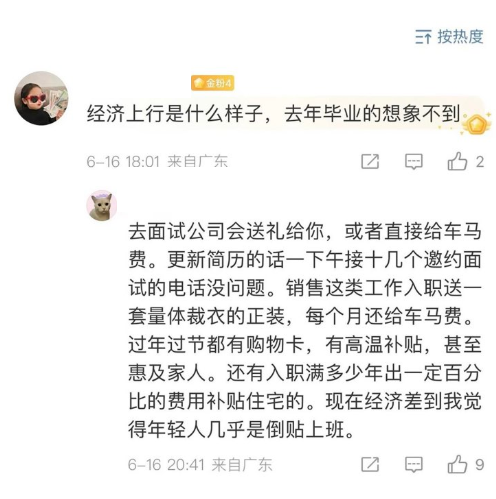 按热度
金粉4
经济上行是什么样子，去年毕业的想象不到
6-16 18:01 来自广东
2
去面试公司会送礼给你，或者直接给车马
费。更新简历的话一下午接十几个邀约面
试的电话没问题。销售这类工作入职送一
套量体裁衣的正装，每个月还给车马费。
过年过节都有购物卡，有高温补贴，甚至
惠及家人。还有入职满多少年出一定百分
比的费用补贴住宅的。现在经济差到我觉
得年轻人几乎是倒贴上班。
6-16 20:41 来自广东
9